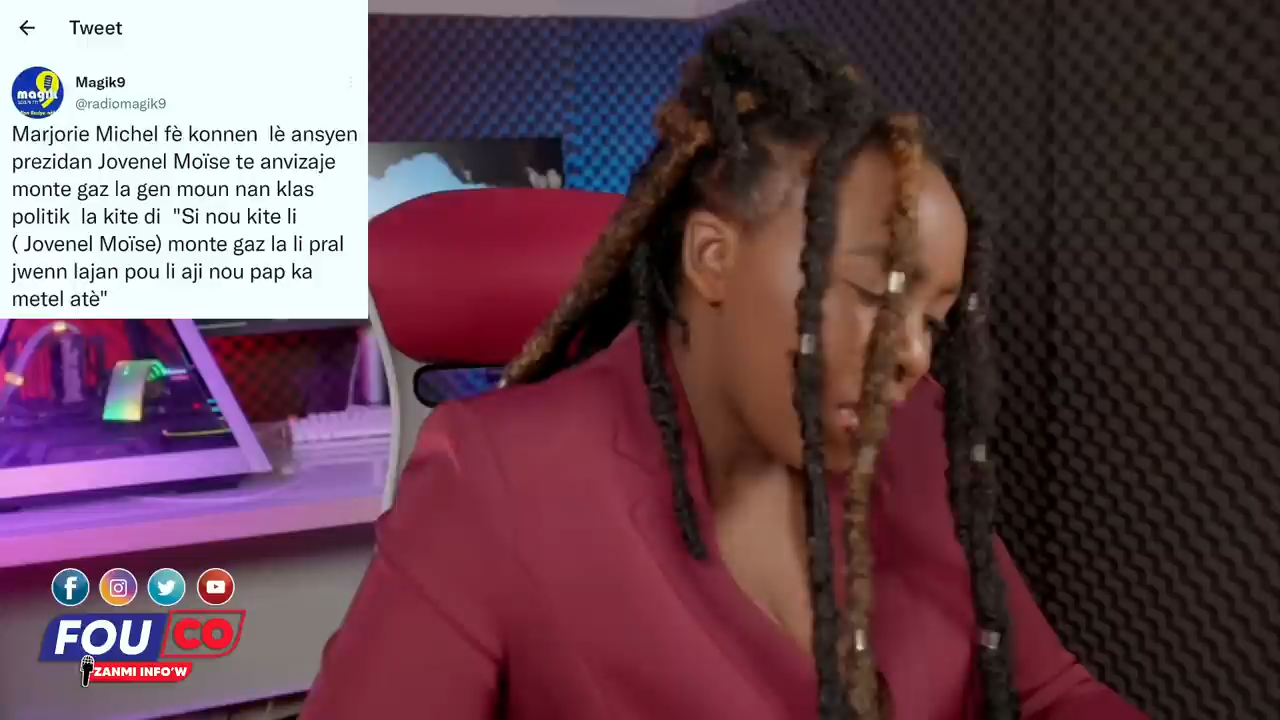 Tweet
Magik9
@radiomagik9
Marjorie Michel fè konnen lè ansyen
prezidan Jovenel Moïse te anvizaje
monte gaz la gen moun nan klas
politik la kite di "Si nou kite li
( Jovenel Moïse) monte gaz la li pral
jwenn lajan pou li aji nou pap ka
metel atè"
FOU CO
ZANMI INFO'W